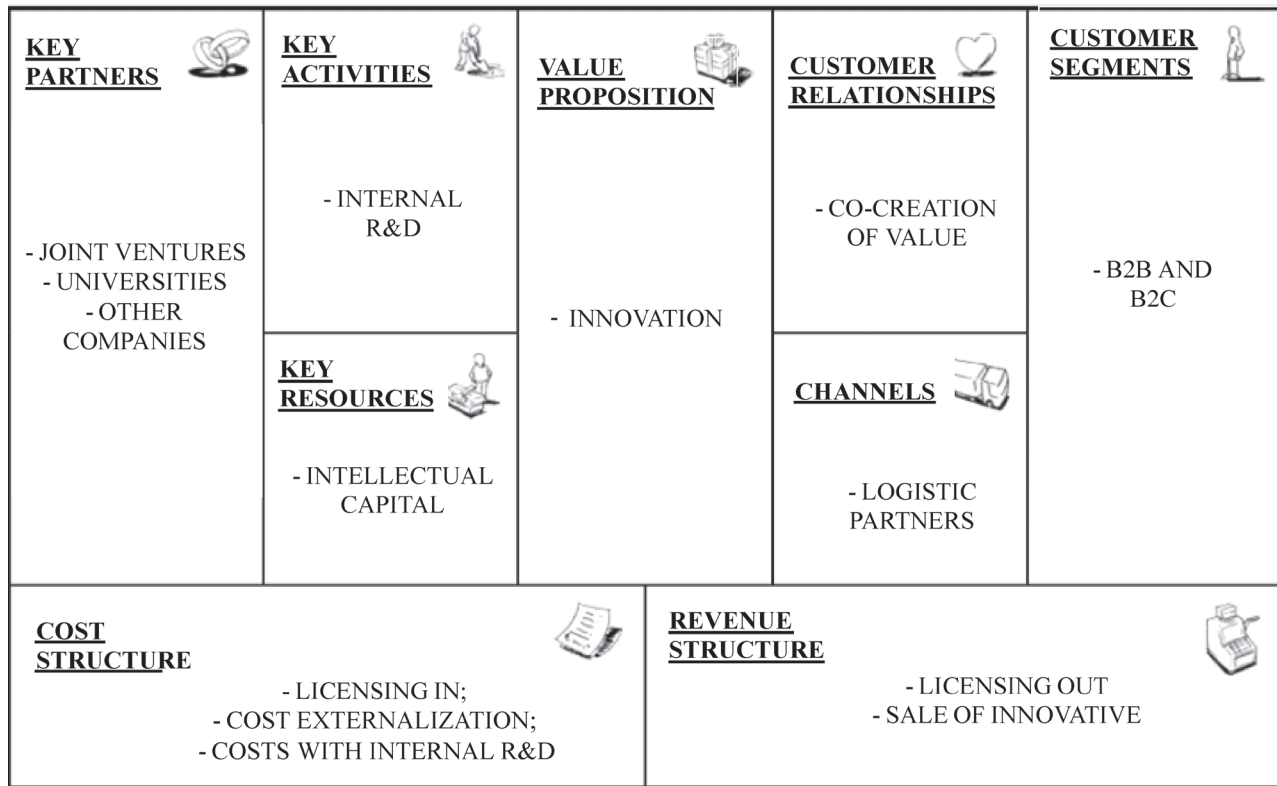 KEY
PARTNERS
- JOINT VENTURES
- UNIVERSITIES
- OTHER
COMPANIES
KEY
ACTIVITIES
- INTERNAL
R&D
KEY
RESOURCES
- INTELLECTUAL
CAPITAL
VALUE
PROPOSITION
- INNOVATION
CUSTOMER
RELATIONSHIPS
- CO-CREATION
OF VALUE
CHANNELS
- LOGISTIC
PARTNERS
CUSTOMER
SEGMENTS
- B2B AND
B2C
COST
STRUCTURE
- LICENSING IN;
- COST EXTERNALIZATION;
- COSTS WITH INTERNAL R&D
REVENUE
STRUCTURE
- LICENSING OUT
- SALE OF INNOVATIVE